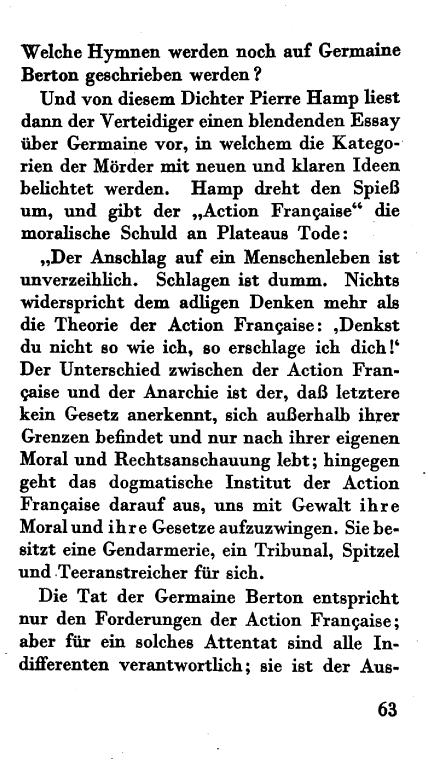 Welche Hymnen werden noch auf Germaine
Berton geschrieben werden?
Und von diesem Dichter Pierre Hamp liest
dann der Verteidiger einen blendenden Essay
über Germaine vor, in welchem die Katego-
rien der Mörder mit neuen und klaren Ideen
belichtet werden. Hamp dreht den Spieß
um, und gibt der „Action Française“ die
moralische Schuld an Plateaus Tode:
„Der Anschlag auf ein Menschenleben ist
unverzeihlich. Schlagen ist dumm. Nichts
widerspricht dem adligen Denken mehr als
die Theorie der Action Française: ‚Denkst
du nicht so wie ich, so erschlage ich dich!‘
Der Unterschied zwischen der Action Fran-
çaise und der Anarchie ist der, daß letztere
kein Gesetz anerkennt, sich außerhalb ihrer
Grenzen befindet und nur nach ihrer eigenen
Moral und Rechtsanschauung lebt; hingegen
geht das dogmatische Institut der Action
Française darauf aus, uns mit Gewalt ihre
Moral und ihre Gesetze aufzuzwingen. Sie be-
sitzt eine Gendarmerie, ein Tribunal, Spitzel
und Teeranstreicher für sich.
Die Tat der Germaine Berton entspricht
nur den Forderungen der Action Française;
aber für ein solches Attentat sind alle In-
differenten verantwortlich; sie ist der Aus-
63